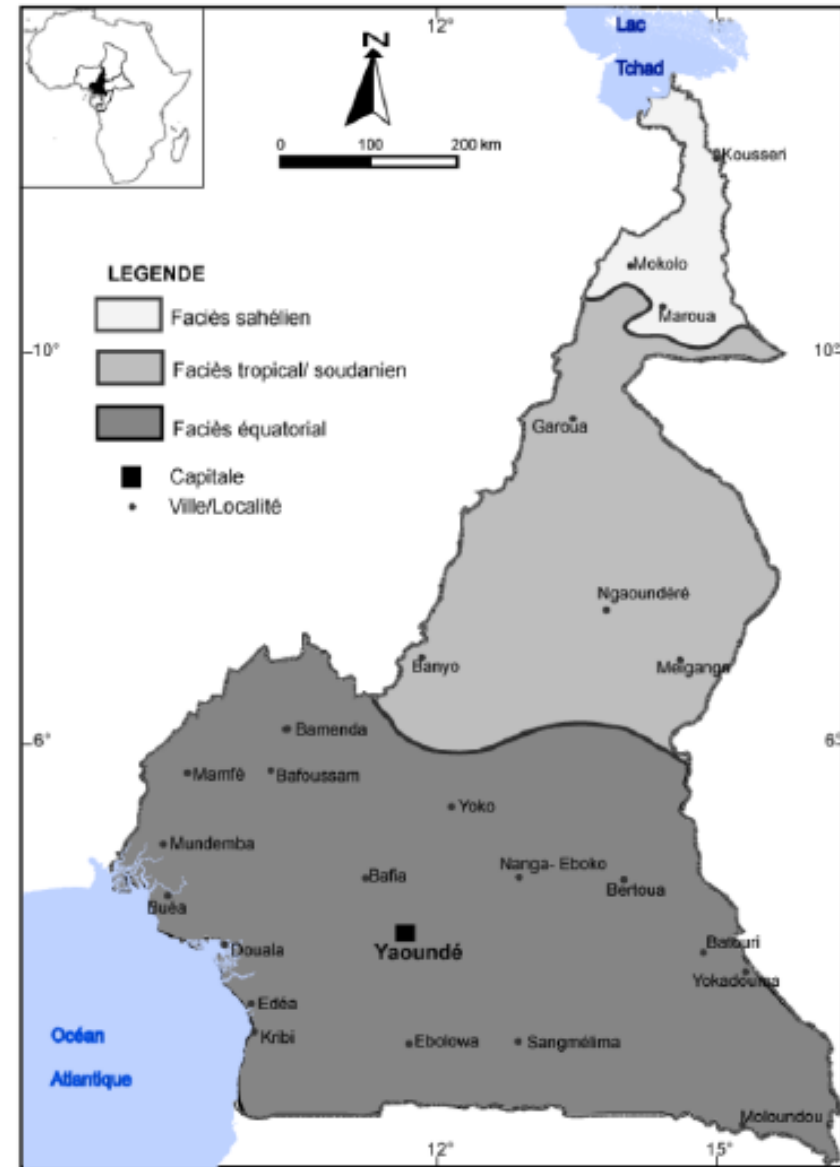 12°
Lac
Tchad
N
0 100 200 km
Kousseri
LEGENDE
Mokolo
Faciès sahélien
Maroua
10°
Faciès tropical/ soudanien
Garoua
Faciès équatorial
Capitale
Ville/Localité
Ngaoundéré
Banyo
Meiganga
6°
6°
Bamenda
Mamfé
Bafoussam
Yoko
Mundemba
Bafia
Nanga- Eboko
Bertoua
Buéa
Douala
Yaoundé
Batouri
Yokadouma
Edéa
Kribi
Ebolowa
Sangmélima
Océan
Atlantique
Moloundou
12°
15°